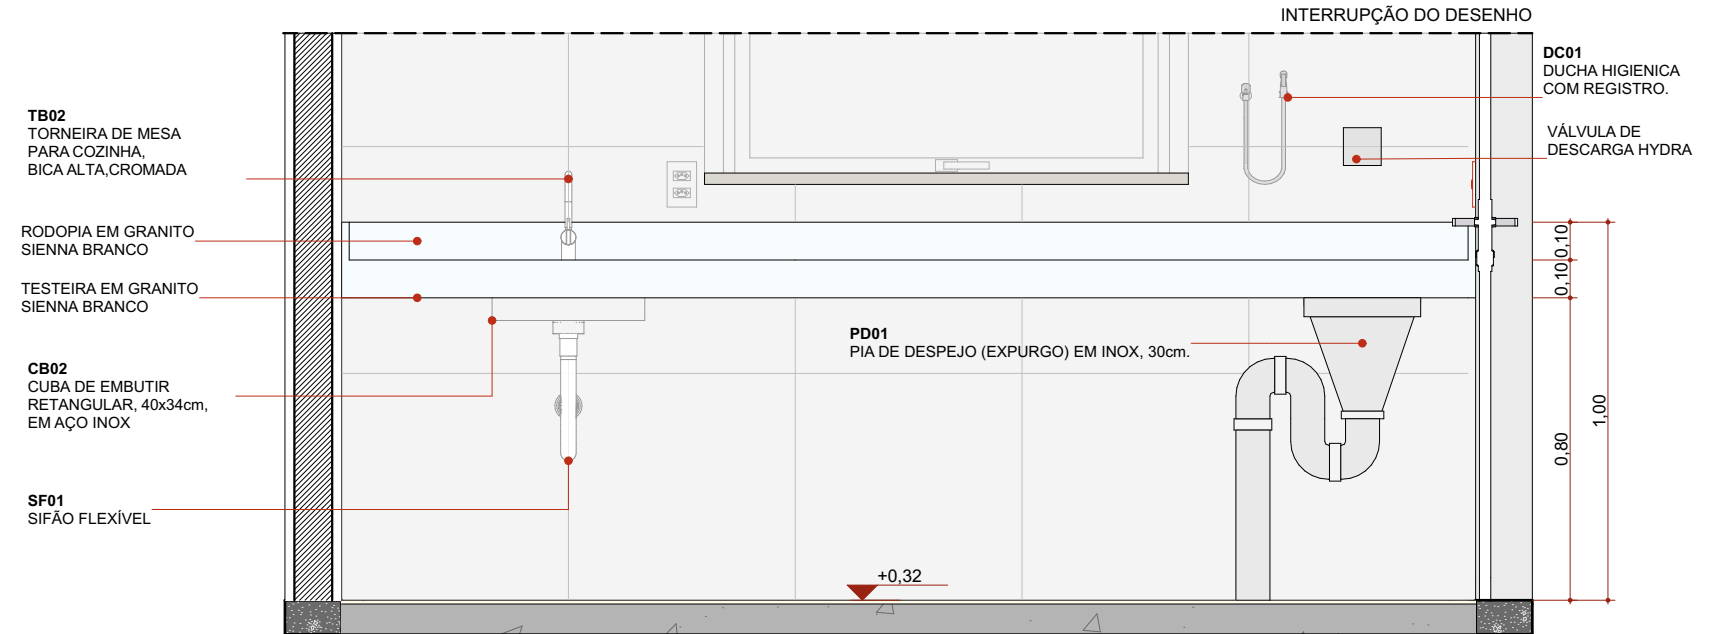 INTERRUPÇÃO DO DESENHO
DC01
DUCHA HIGIENICA
COM REGISTRO.
VÁLVULA DE
DESCARGA HYDRA
TB02
TORNEIRA DE MESA
PARA COZINHA,
BICA ALTA,CROMADA
RODOPIA EM GRANITO
SIENNA BRANCO
TESTEIRA EM GRANITO
SIENNA BRANCO
CB02
CUBA DE EMBUTIR
RETANGULAR, 40x34cm,
EM AÇO INOX
SF01
SIFÃO FLEXÍVEL
PD01
PIA DE DESPEJO (EXPURGO) EM INOX, 30cm.
+0,32
0,10
0,10
0,80
1,00